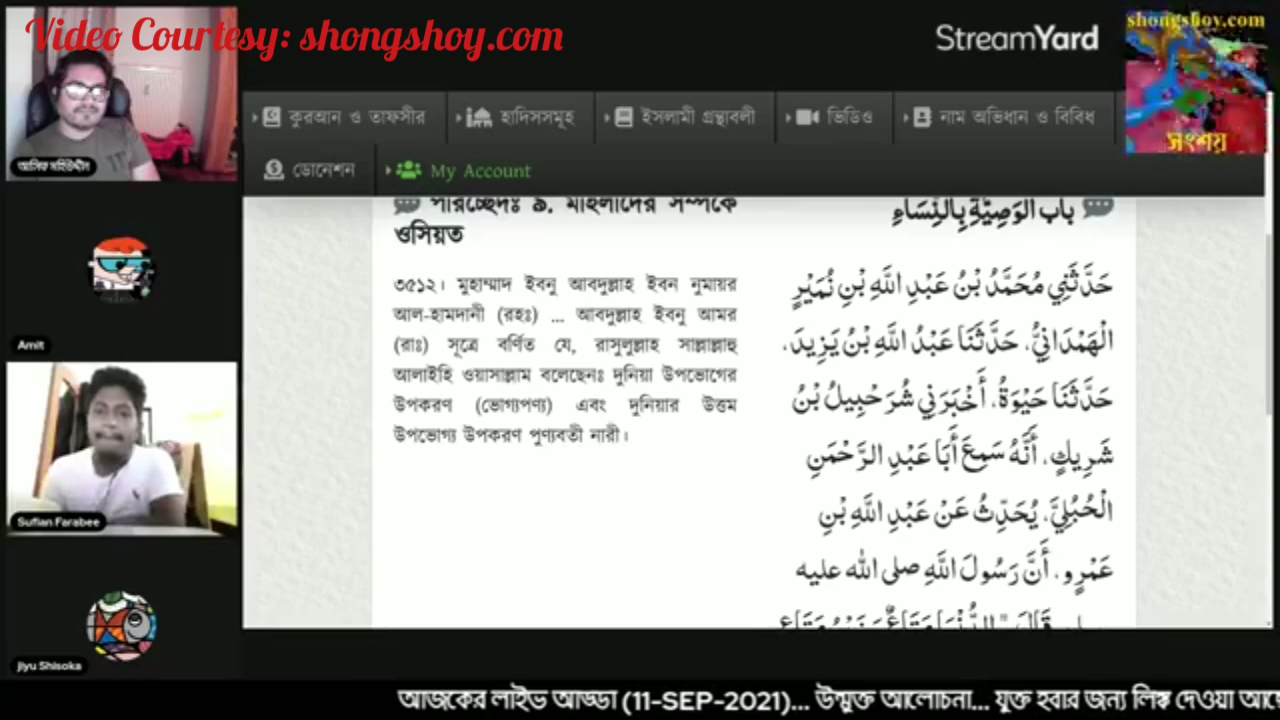 Video Courtesy: shongshoy.com
StreamYard
shongshoy.com
সংশয়
আসিফ মহিউদ্দীন
Amit
Sufian Farabee
Jiyu Shisoka
কুরআন ও তাফসীর
হাদিসসমূহ
ইসলামী গ্রন্থাবলী
ভিডিও
নাম অভিধান ও বিবিধ
ডোনেশন
My Account
পরিচ্ছেদঃ ৯. মহিলাদের সম্পর্কে
ওসিয়ত
৩৫১২। মুহাম্মাদ ইবনু আবদুল্লাহ ইবন নুমায়র
আল-হামদানী (রহঃ) ... আবদুল্লাহ ইবনু আমর
(রাঃ) সূত্রে বর্ণিত যে, রাসুলুল্লাহ সাল্লাল্লাহু
আলাইহি ওয়াসাল্লাম বলেছেনঃ দুনিয়া উপভোগের
উপকরণ (ভোগ্যপণ্য) এবং দুনিয়ার উত্তম
উপভোগ্য উপকরণ পুণ্যবতী নারী।
باب الْوَصِيَّةِ بِالنِّسَاءِ
حَدَّثَنِي مُحَمَّدُ بْنُ عَبْدِ اللَّهِ بْنِ نُمَيْرٍ
الْهَمْدَانِيُّ، حَدَّثَنَا عَبْدُ اللَّهِ بْنُ يَزِيدَ،
حَدَّثَنَا حَيْوَةُ، أَخْبَرَنِي شُرَحْبِيلُ بْنُ
شَرِيكٍ، أَنَّهُ سَمِعَ أَبَا عَبْدِ الرَّحْمَنِ
الْحُبُلِيَّ، يُحَدِّثُ عَنْ عَبْدِ اللَّهِ بْنِ
عَمْرٍو، أَنَّ رَسُولَ اللَّهِ صلى الله عليه
আজকের লাইভ আড্ডা (11-SEP-2021)... উন্মুক্ত আলোচনা... যুক্ত হবার জন্য লিঙ্ক দেওয়া